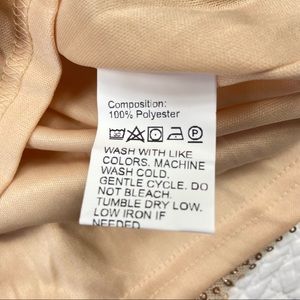 Composition:
100% Polyester
WASH WITH LIKE
COLORS. MACHINE
WASH COLD.
GENTLE CYCLE. DO
NOT BLEACH.
TUMBLE DRY LOW.
LOW IRON IF
NEEDED